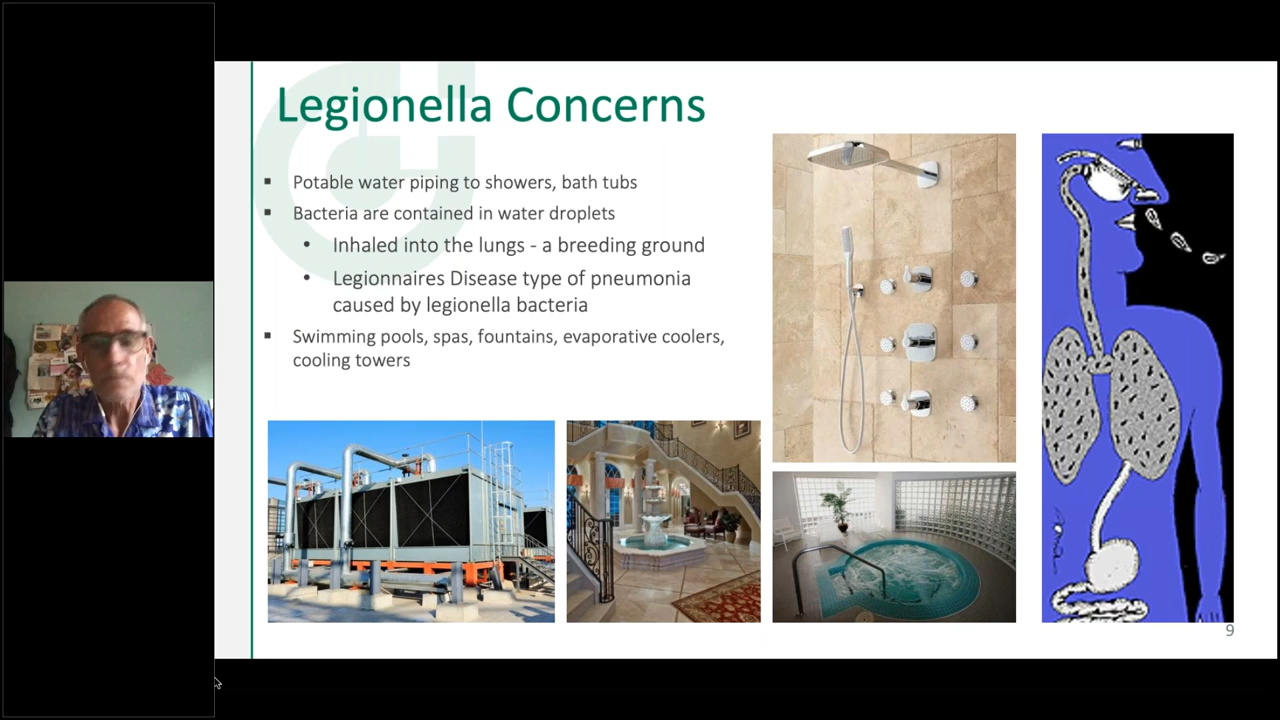 Legionella Concerns
Potable water piping to showers, bath tubs
Bacteria are contained in water droplets
Inhaled into the lungs - a breeding ground
Legionnaires Disease type of pneumonia
caused by legionella bacteria
Swimming pools, spas, fountains, evaporative coolers,
cooling towers
9